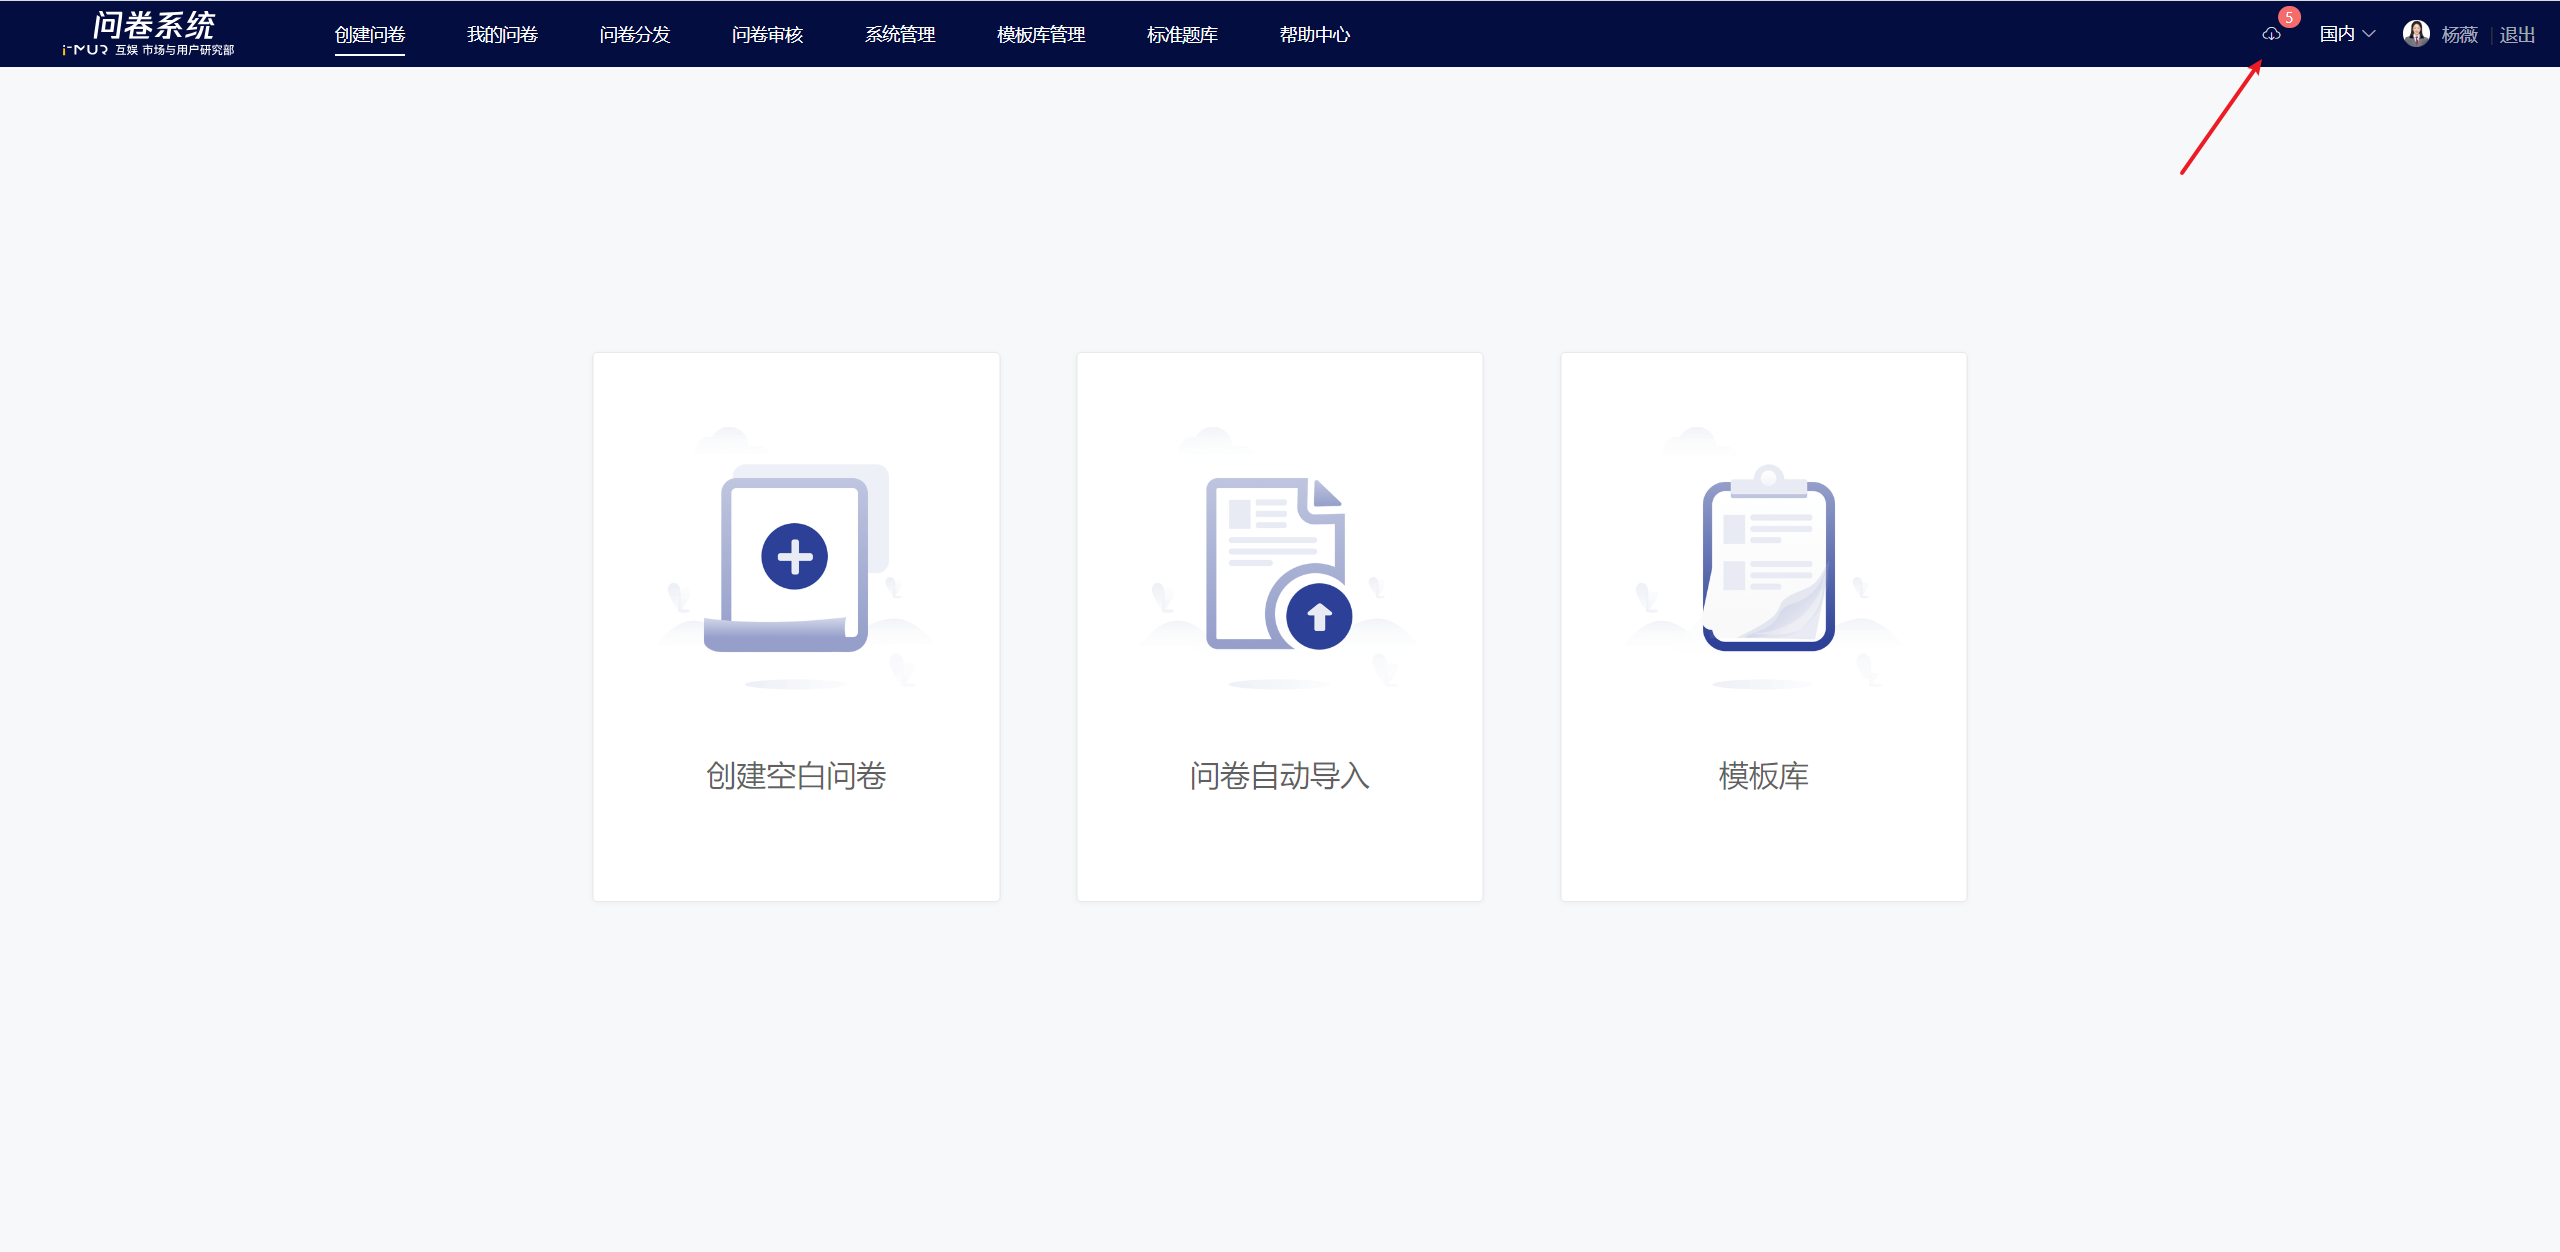 问卷系统
i-MUR 互娱 市场与用户研究部
创建问卷 我的问卷 问卷分发 问卷审核 系统管理 模板库管理 标准题库 帮助中心
5
国内 杨薇 退出
创建空白问卷 问卷自动导入 模板库